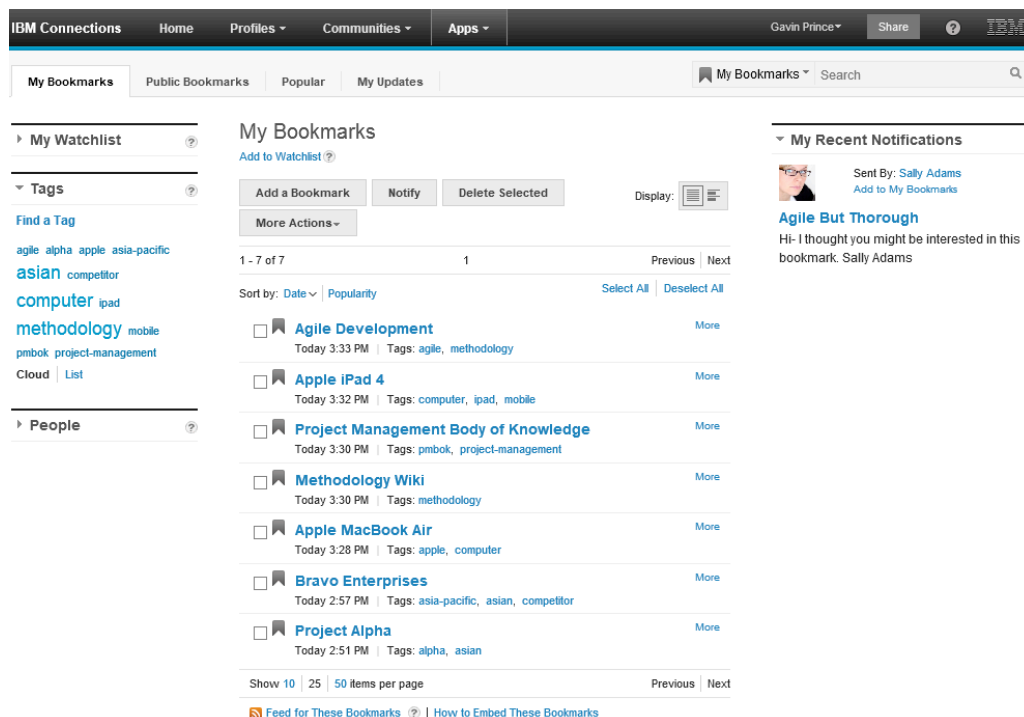 IBM Connections Home Profiles Communities Apps Gavin Prince Share ? IBM
My Bookmarks Public Bookmarks Popular My Updates My Bookmarks Search
My Watchlist ?
Tags ?
Find a Tag
agile alpha apple asia-pacific
asian competitor
computer ipad
methodology mobile
pmbok project-management
Cloud List
People ?
My Bookmarks
Add to Watchlist ?
Add a Bookmark Notify Delete Selected Display:
More Actions
1 - 7 of 7 1 Previous Next
Sort by: Date Popularity Select All Deselect All
Agile Development More
Today 3:33 PM | Tags: agile, methodology
Apple iPad 4 More
Today 3:32 PM | Tags: computer, ipad, mobile
Project Management Body of Knowledge More
Today 3:30 PM | Tags: pmbok, project-management
Methodology Wiki More
Today 3:30 PM | Tags: methodology
Apple MacBook Air More
Today 3:28 PM | Tags: apple, computer
Bravo Enterprises More
Today 2:57 PM | Tags: asia-pacific, asian, competitor
Project Alpha More
Today 2:51 PM | Tags: alpha, asian
Show 10 | 25 | 50 items per page Previous Next
Feed for These Bookmarks ? | How to Embed These Bookmarks
My Recent Notifications
Sent By: Sally Adams
Add to My Bookmarks
Agile But Thorough
Hi- I thought you might be interested in this
bookmark. Sally Adams